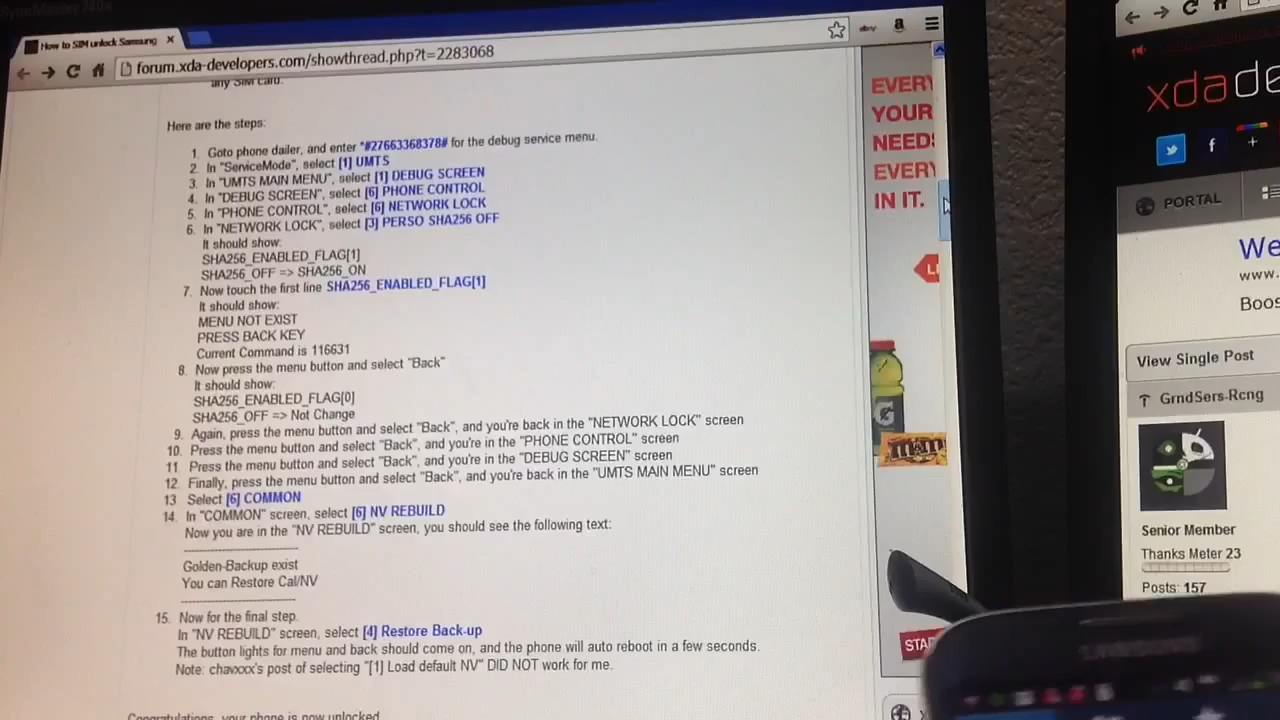 How to SIM unlock Samsung
forum.xda-developers.com/showthread.php?t=2283068
ebay
a
any SIM card.
Here are the steps:
1. Goto phone dailer, and enter *#27663368378# for the debug service menu.
2. In "ServiceMode", select [1] UMTS
3. In "UMTS MAIN MENU", select [1] DEBUG SCREEN
4. In "DEBUG SCREEN", select [6] PHONE CONTROL
5. In "PHONE CONTROL", select [6] NETWORK LOCK
6. In "NETWORK LOCK", select [3] PERSO SHA256 OFF
It should show:
SHA256_ENABLED_FLAG[1]
SHA256_OFF => SHA256_ON
7. Now touch the first line SHA256_ENABLED_FLAG[1]
It should show:
MENU NOT EXIST
PRESS BACK KEY
Current Command is 116631
8. Now press the menu button and select "Back"
It should show:
SHA256_ENABLED_FLAG[0]
SHA256_OFF => Not Change
9. Again, press the menu button and select "Back", and you're back in the "NETWORK LOCK" screen
10. Press the menu button and select "Back", and you're in the "PHONE CONTROL" screen
11. Press the menu button and select "Back", and you're in the "DEBUG SCREEN" screen
12. Finally, press the menu button and select "Back", and you're back in the "UMTS MAIN MENU" screen
13 Select [6] COMMON
14. In "COMMON" screen, select [6] NV REBUILD
Now you are in the "NV REBUILD" screen, you should see the following text:
Golden-Backup exist
You can Restore Cal/NV
15. Now for the final step.
In "NV REBUILD" screen, select [4] Restore Back-up
The button lights for menu and back should come on, and the phone will auto reboot in a few seconds.
Note: chavxxx's post of selecting "[1] Load default NV" DID NOT work for me.
Congratulations, your phone is now unlocked
EVERY
YOUR
NEED:
EVERY
IN IT.
G
m&m
STAR
xdade
f
+
PORTAL
We
www.
Boos
View Single Post
GrndSers-Rcng
Senior Member
Thanks Meter 23
Posts: 157
SAMSUNG